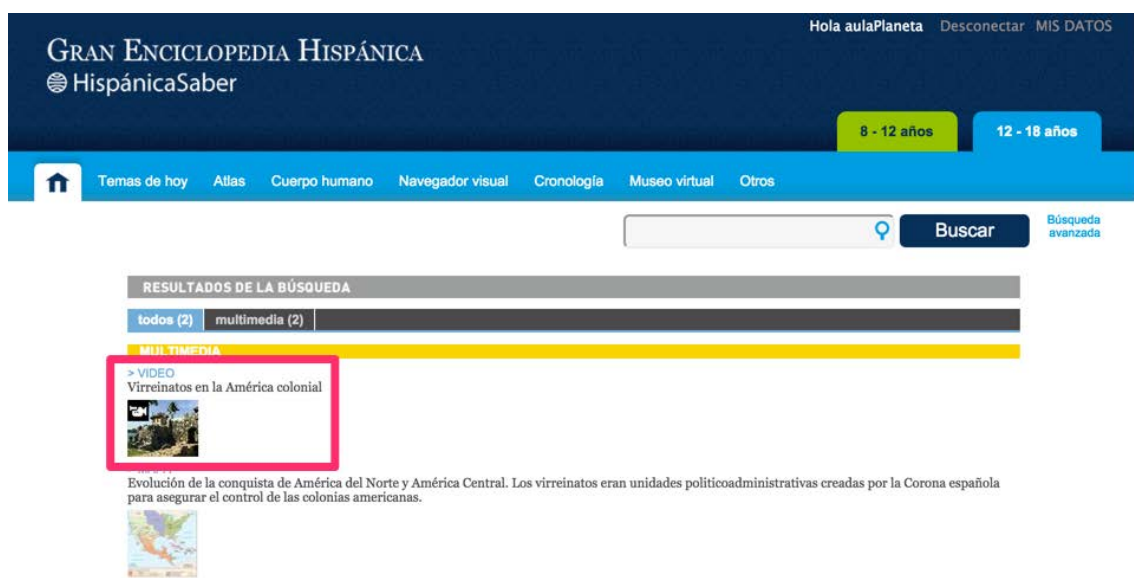 Hola aulaPlaneta Desconectar MIS DATOS
GRAN ENCICLOPEDIA HISPÁNICA
HispánicaSaber
8 - 12 años 12 - 18 años
Temas de hoy Atlas Cuerpo humano Navegador visual Cronología Museo virtual Otros
Buscar Búsqueda avanzada
RESULTADOS DE LA BÚSQUEDA
todos (2) multimedia (2)
MULTIMEDIA
> VIDEO
Virreinatos en la América colonial
Evolución de la conquista de América del Norte y América Central. Los virreinatos eran unidades politicoadministrativas creadas por la Corona española
para asegurar el control de las colonias americanas.